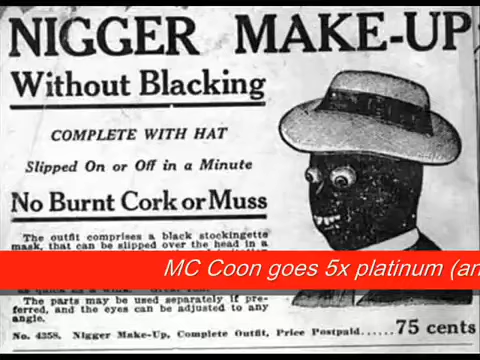 NIGGER MAKE-UP
Without Blacking
COMPLETE WITH HAT
Slipped On or Off in a Minute
No Burnt Cork or Muss
The outfit comprises a black stockingette
mask, that can be slipped over the head in a
MC Coon goes 5x platinum (an
The parts may be used separately if pre-
ferred, and the eyes can be adjusted to any
angle.
No. 4358. Nigger Make-Up, Complete Outfit, Price Postpaid......75 cents